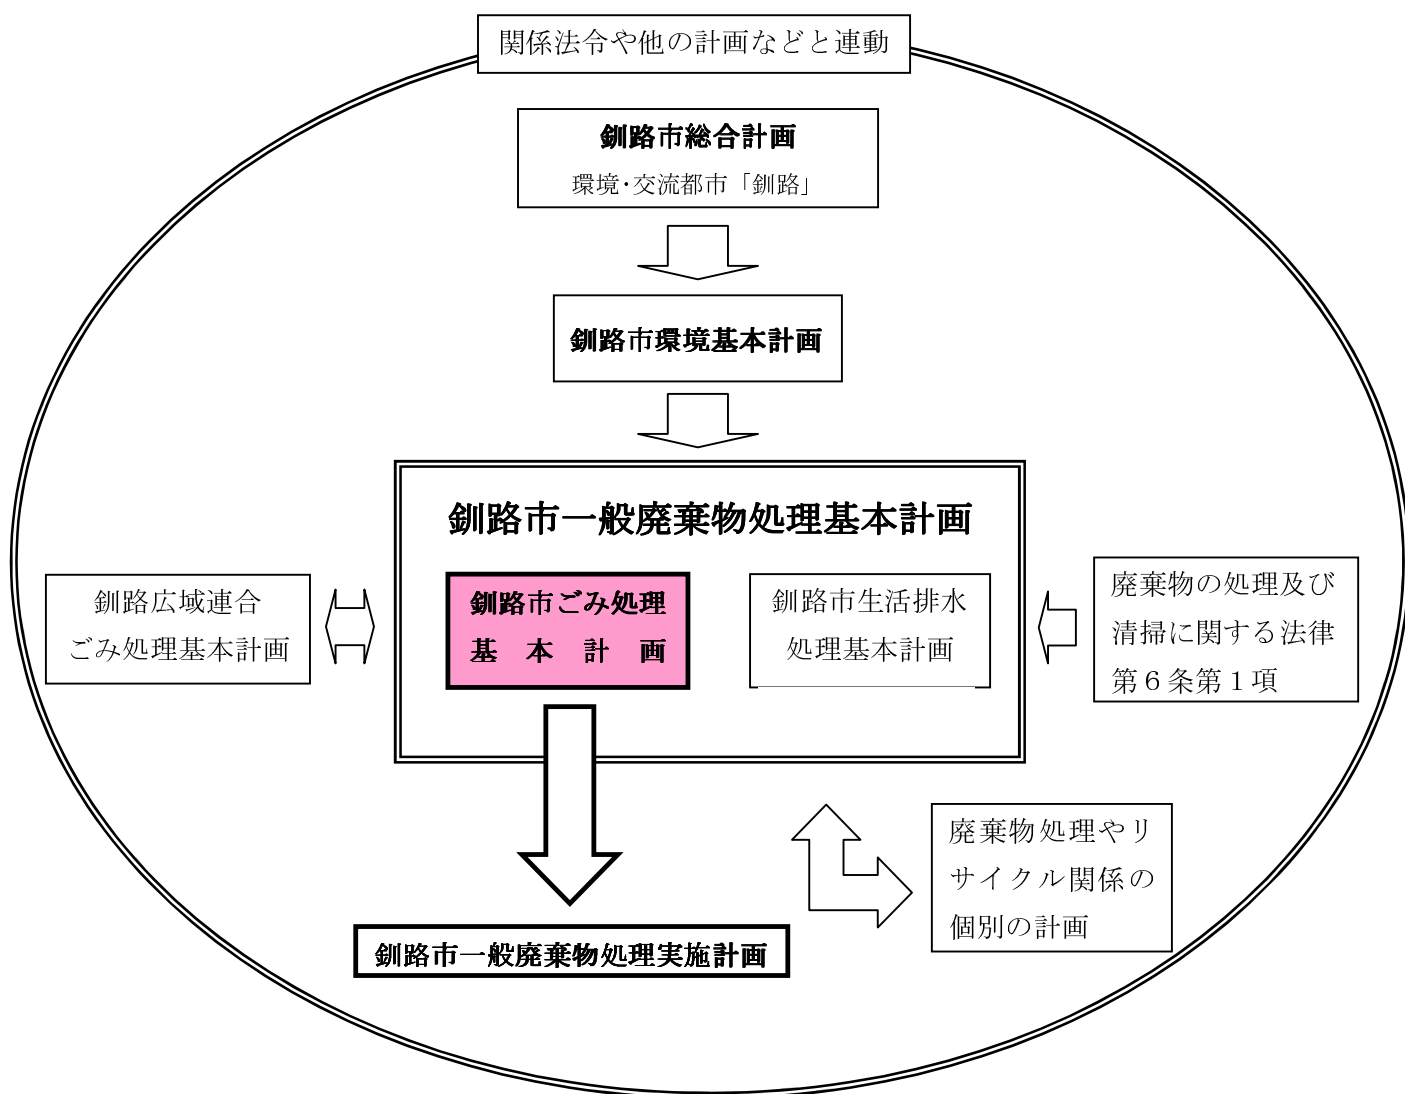 関係法令や他の計画などと連動
釧路市総合計画
環境・交流都市「釧路」
釧路市環境基本計画
釧路市一般廃棄物処理基本計画
釧路広域連合
ごみ処理基本計画
釧路市ごみ処理
基　本　計　画
釧路市生活排水
処理基本計画
廃棄物の処理及び
清掃に関する法律
第６条第１項
廃棄物処理やリ
サイクル関係の
個別の計画
釧路市一般廃棄物処理実施計画